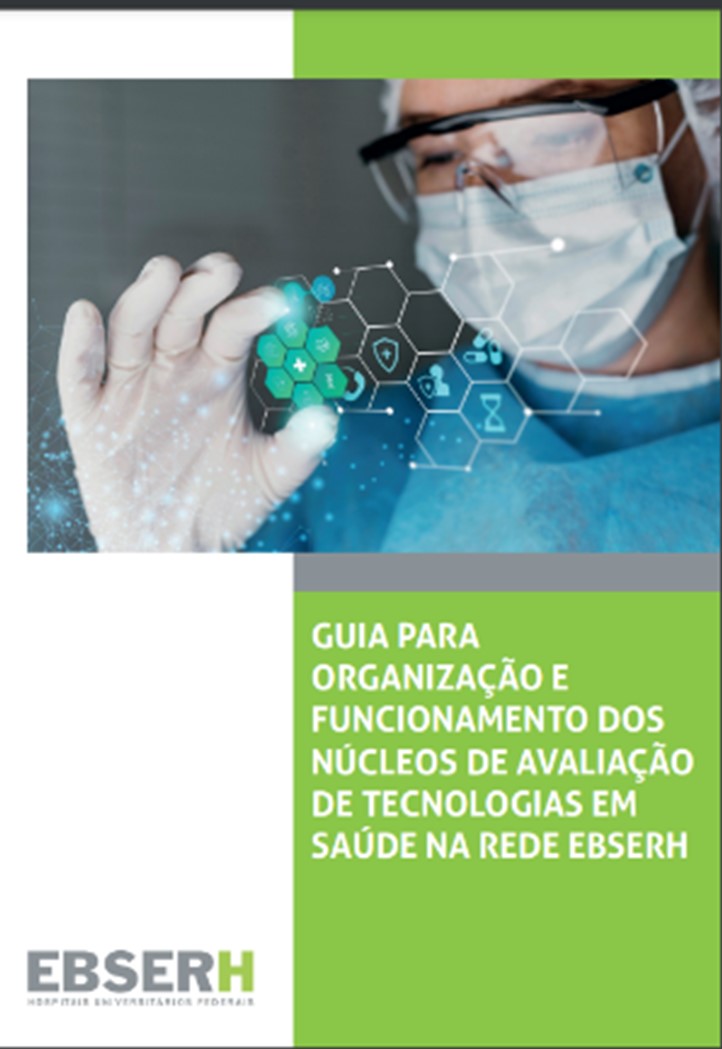 GUIA PARA
ORGANIZAÇÃO E
FUNCIONAMENTO DOS
NÚCLEOS DE AVALIAÇÃO
DE TECNOLOGIAS EM
SAÚDE NA REDE EBSERH
EBSERH
HOSPITAIS UNIVERSITÁRIOS FEDERAIS